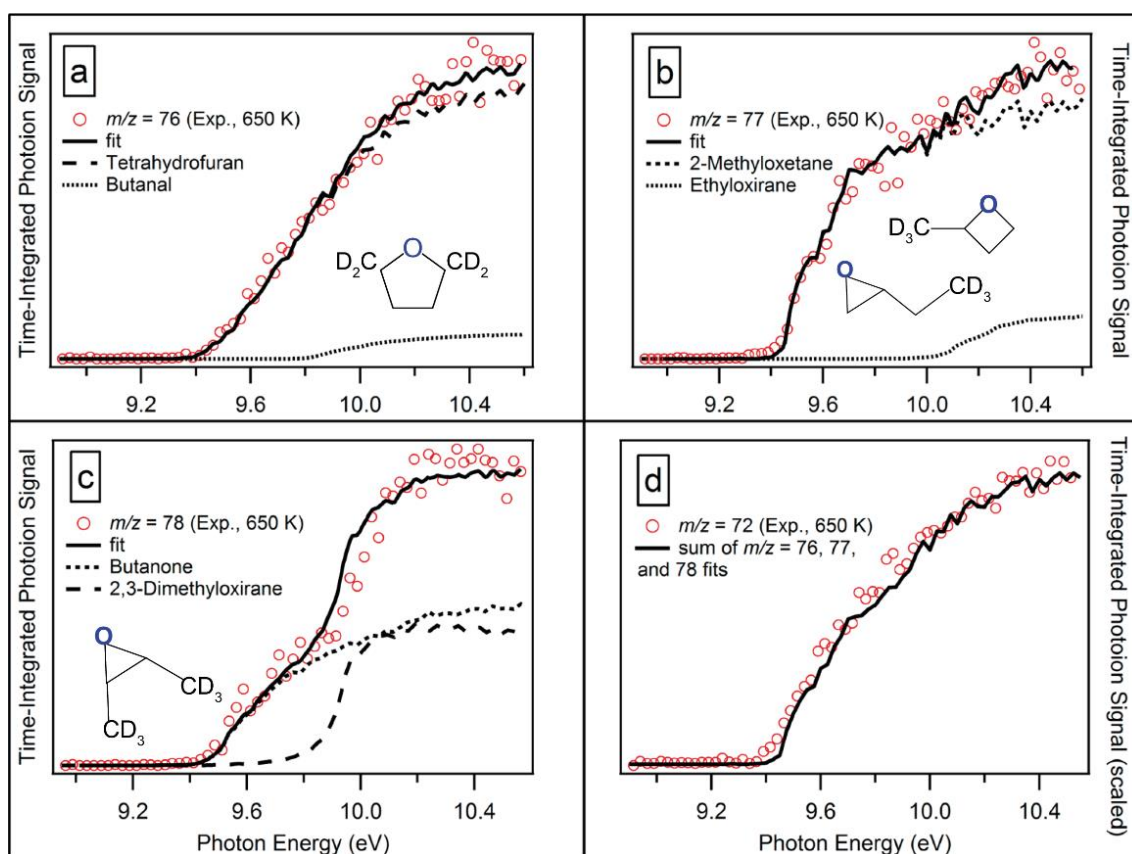 Time-Integrated Photoion Signal
a
m/z = 76 (Exp., 650 K)
fit
Tetrahydrofuran
Butanal
O
D2C
CD2
9.2 9.6 10.0 10.4
b
m/z = 77 (Exp., 650 K)
fit
2-Methyloxetane
Ethyloxirane
O
D3C
O
CD3
9.2 9.6 10.0 10.4
Time-Integrated Photoion Signal
Time-Integrated Photoion Signal
c
m/z = 78 (Exp., 650 K)
fit
Butanone
2,3-Dimethyloxirane
O
CD3
CD3
9.2 9.6 10.0 10.4
Photon Energy (eV)
d
m/z = 72 (Exp., 650 K)
sum of m/z = 76, 77,
and 78 fits
9.2 9.6 10.0 10.4
Photon Energy (eV)
Time-Integrated Photoion Signal (scaled)